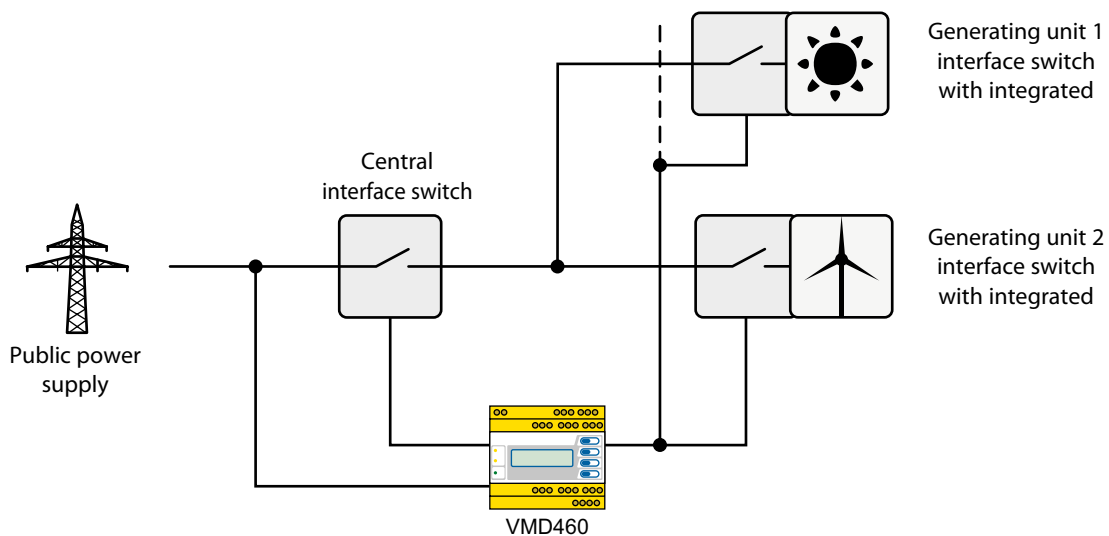 Generating unit 1
interface switch
with integrated
Central
interface switch
Generating unit 2
interface switch
with integrated
Public power
supply
VMD460